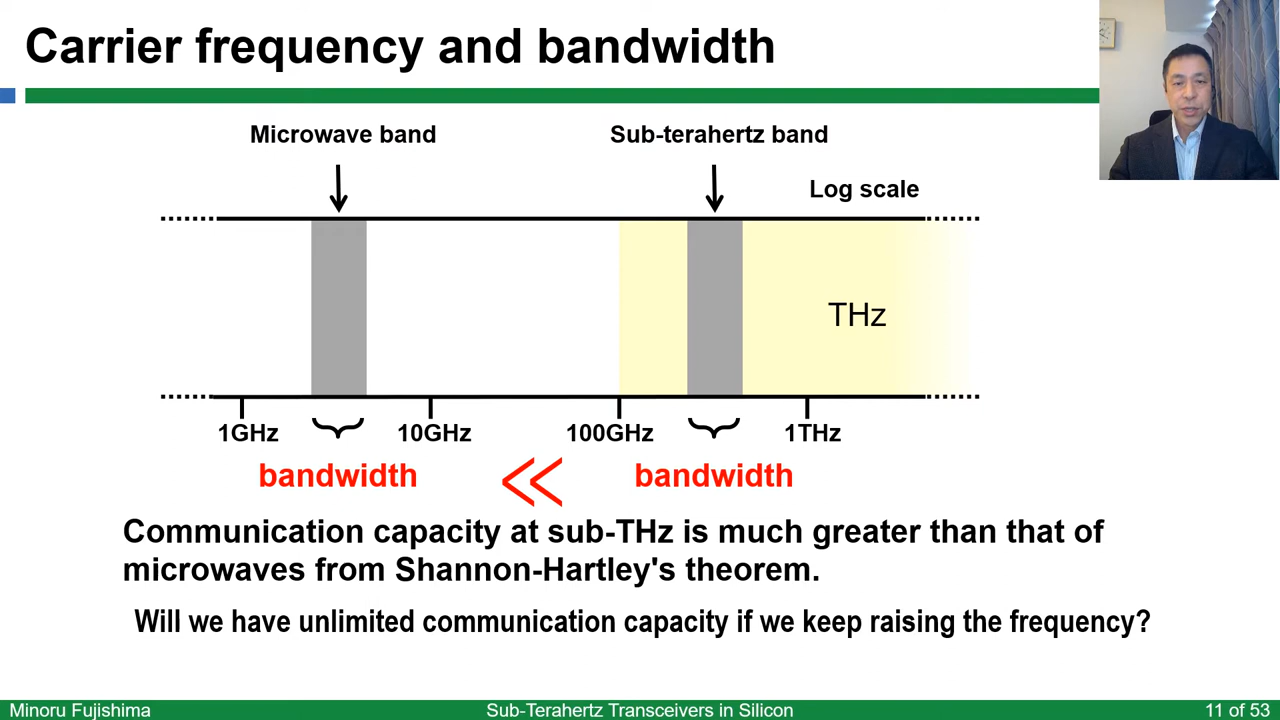 Carrier frequency and bandwidth
Microwave band
Sub-terahertz band
Log scale
THz
1GHz
10GHz
100GHz
1THz
bandwidth
<<
bandwidth
Communication capacity at sub-THz is much greater than that of
microwaves from Shannon-Hartley's theorem.
Will we have unlimited communication capacity if we keep raising the frequency?
Minoru Fujishima
Sub-Terahertz Transceivers in Silicon
11 of 53